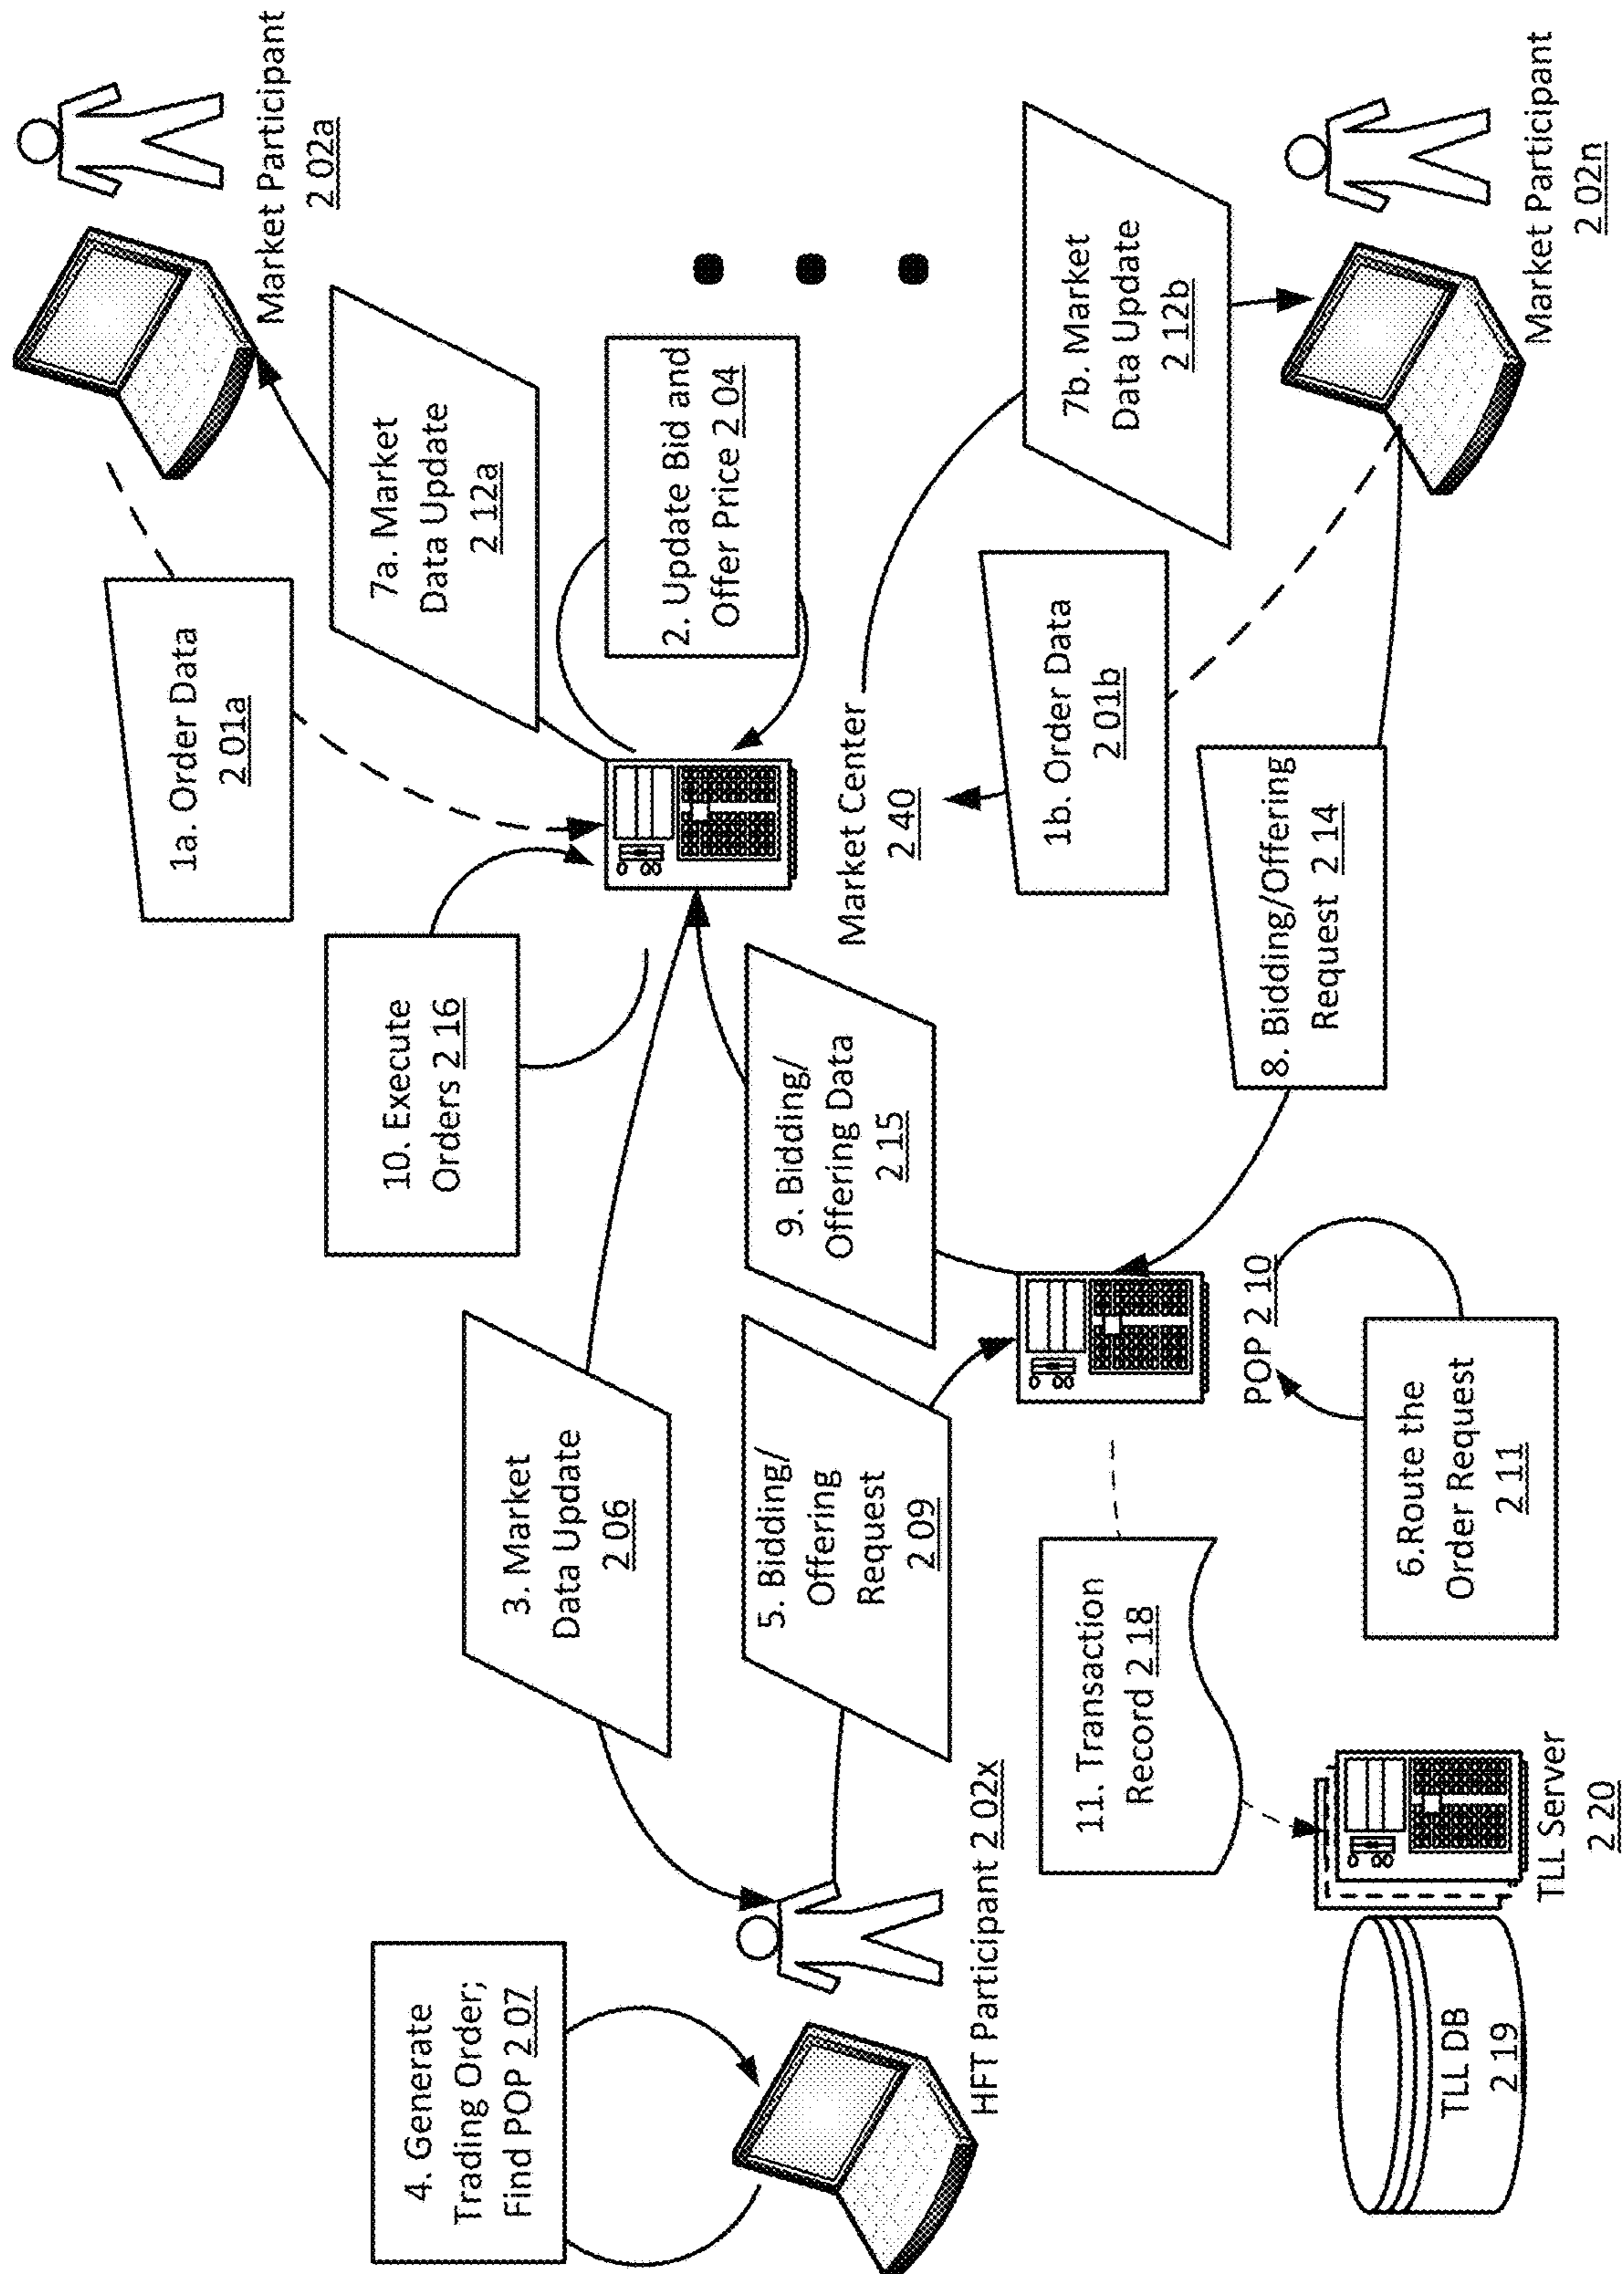 4. Generate
Trading Order;
Find POP 2 07
HFT Participant 2 02x
3. Market
Data Update
2 06
5. Bidding/
Offering
Request
2 09
10. Execute
Orders 2 16
9. Bidding/
Offering Data
2 15
1a. Order Data
2 01a
7a. Market
Data Update
2 12a
Market Participant
2 02a
2. Update Bid and
Offer Price 2 04
Market Center
2 40
1b. Order Data
2 01b
7b. Market
Data Update
2 12b
Market Participant
2 02n
8. Bidding/Offering
Request 2 14
POP 2 10
6.Route the
Order Request
2 11
11. Transaction
Record 2 18
TLL Server
2 20
TLL DB
2 19